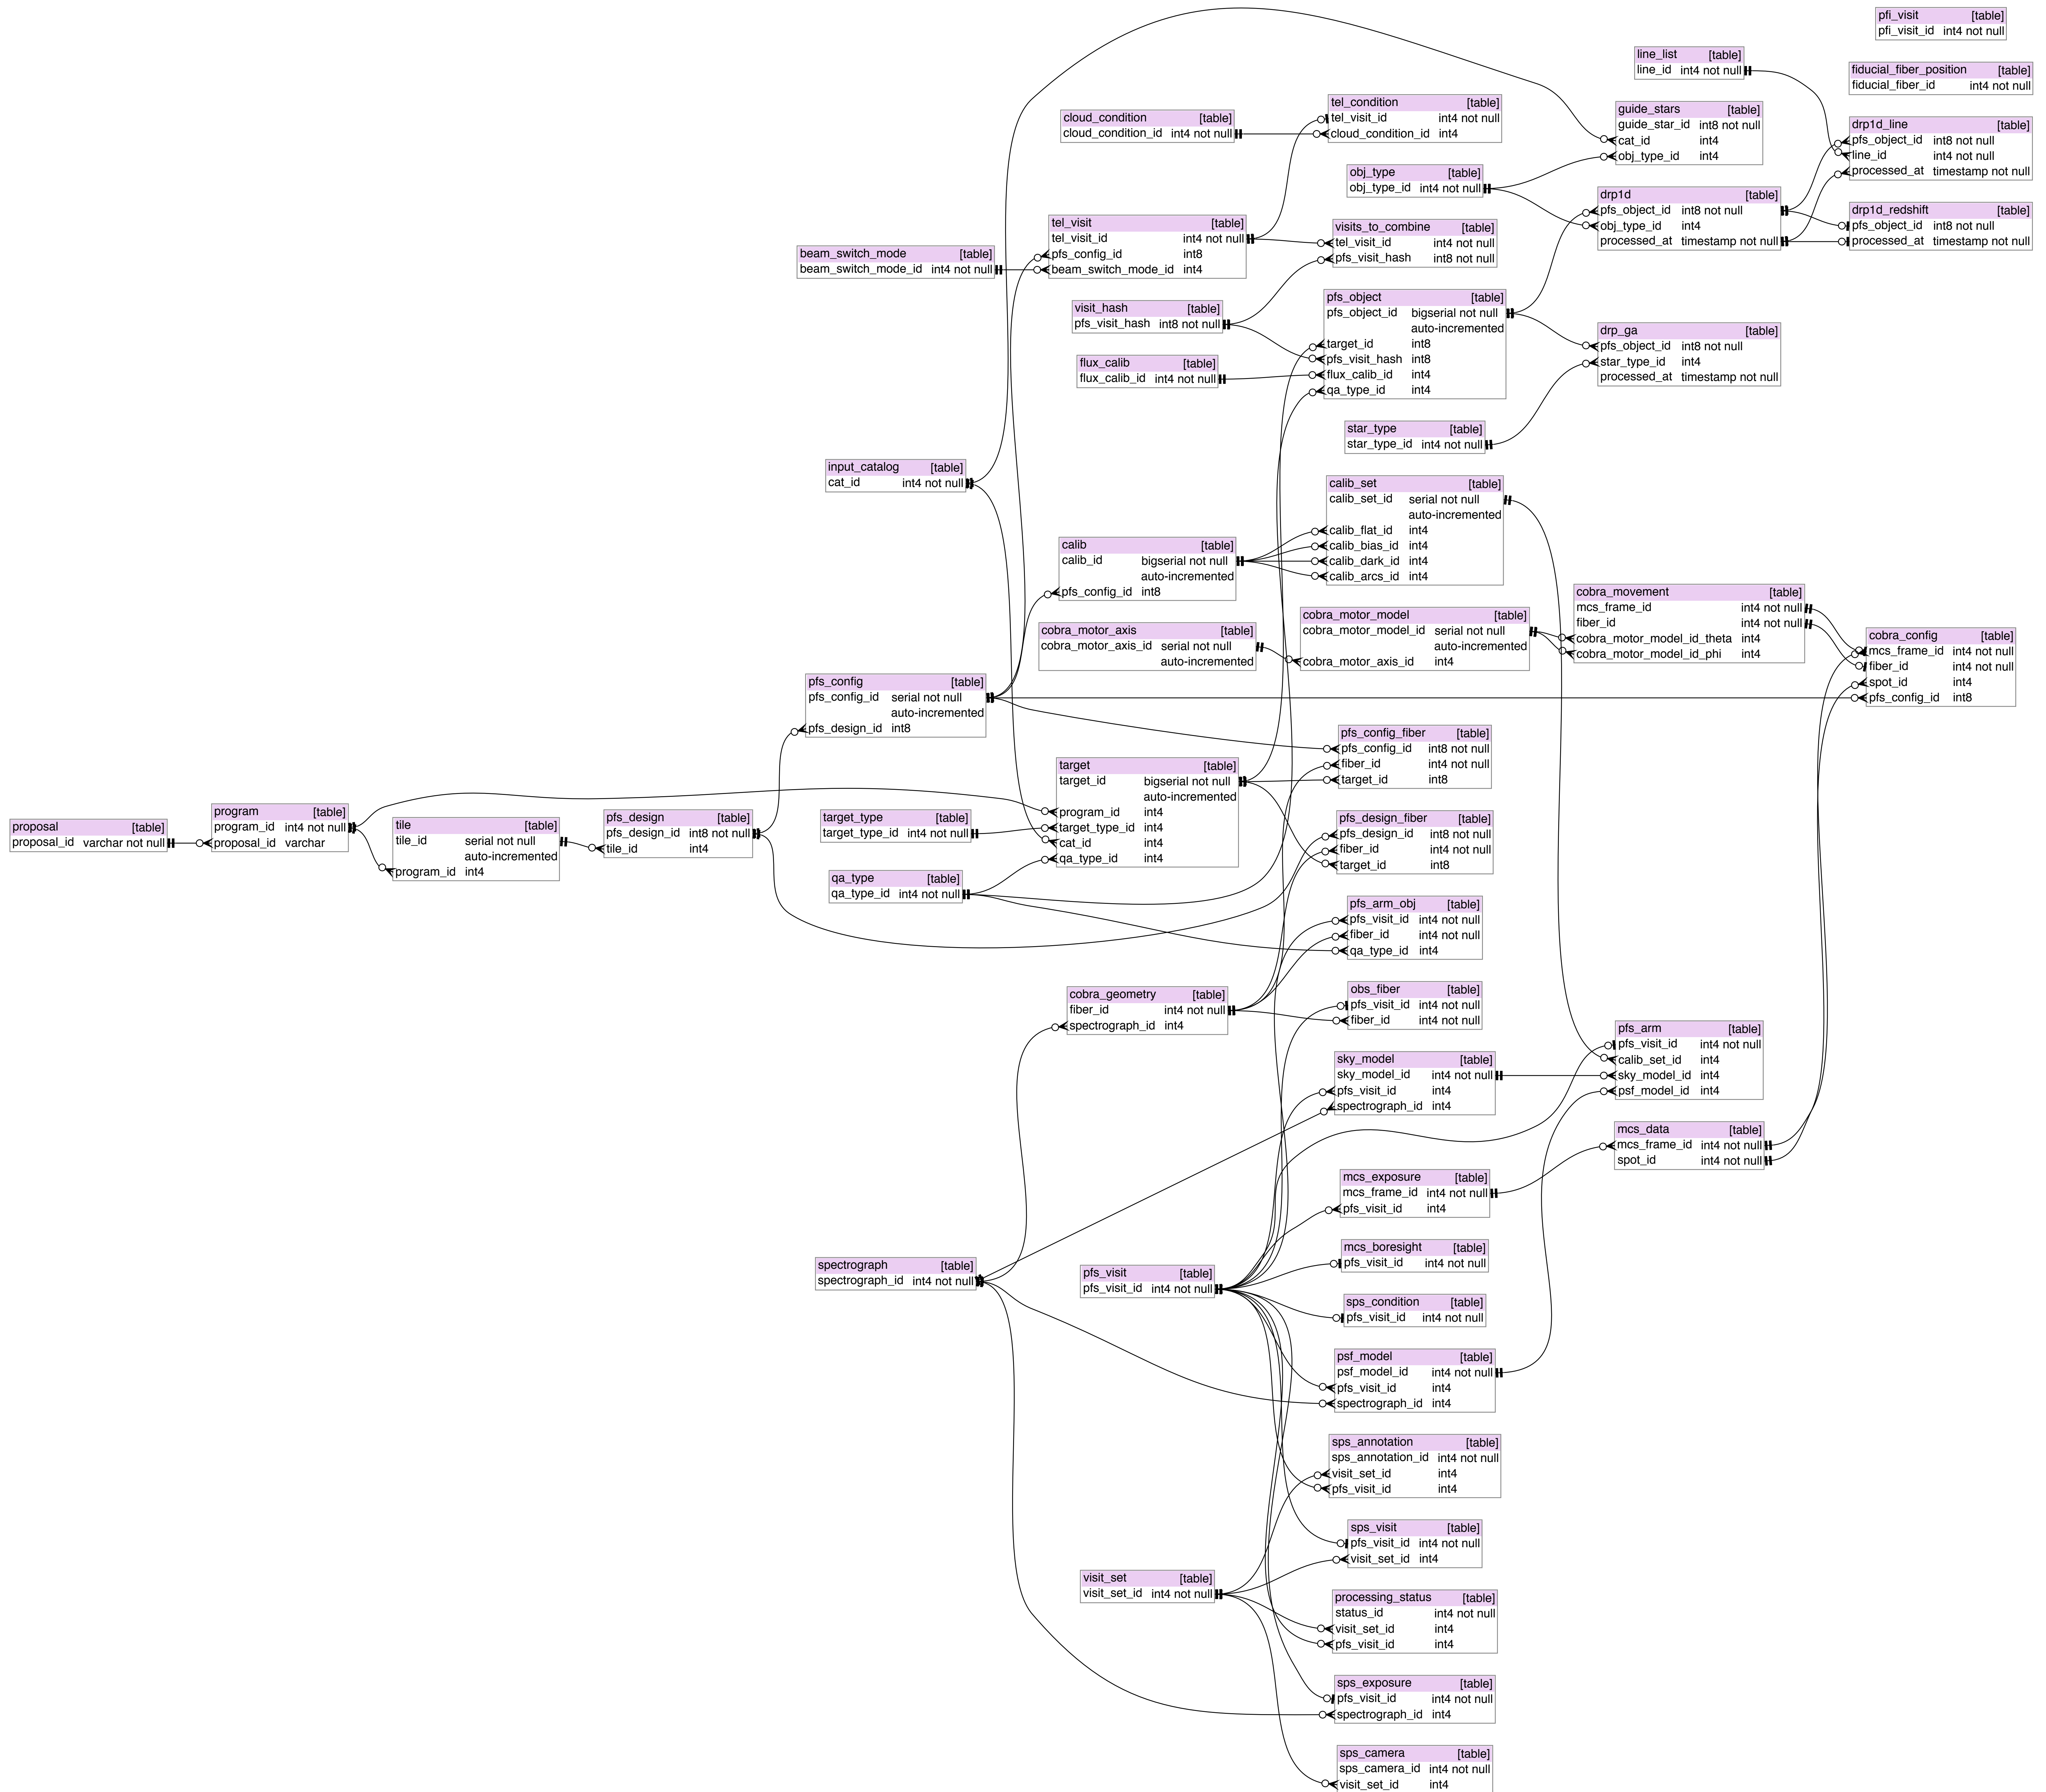 pfi_visit [table]
pfi_visit_id int4 not null
line_list [table]
line_id int4 not null
fiducial_fiber_position [table]
fiducial_fiber_id int4 not null
tel_condition [table]
tel_visit_id int4 not null
cloud_condition_id int4
guide_stars [table]
guide_star_id int8 not null
cat_id int4
obj_type_id int4
cloud_condition [table]
cloud_condition_id int4 not null
drp1d_line [table]
pfs_object_id int8 not null
line_id int4 not null
processed_at timestamp not null
obj_type [table]
obj_type_id int4 not null
drp1d [table]
pfs_object_id int8 not null
obj_type_id int4
processed_at timestamp not null
drp1d_redshift [table]
pfs_object_id int8 not null
processed_at timestamp not null
tel_visit [table]
tel_visit_id int4 not null
pfs_config_id int8
beam_switch_mode_id int4
visits_to_combine [table]
tel_visit_id int4 not null
pfs_visit_hash int8 not null
beam_switch_mode [table]
beam_switch_mode_id int4 not null
pfs_object [table]
pfs_object_id bigserial not null
auto-incremented
target_id int8
pfs_visit_hash int8
flux_calib_id int4
qa_type_id int4
visit_hash [table]
pfs_visit_hash int8 not null
drp_ga [table]
pfs_object_id int8 not null
star_type_id int4
processed_at timestamp not null
flux_calib [table]
flux_calib_id int4 not null
star_type [table]
star_type_id int4 not null
input_catalog [table]
cat_id int4 not null
calib_set [table]
calib_set_id serial not null
auto-incremented
calib_flat_id int4
calib_bias_id int4
calib_dark_id int4
calib_arcs_id int4
calib [table]
calib_id bigserial not null
auto-incremented
pfs_config_id int8
cobra_movement [table]
mcs_frame_id int4 not null
fiber_id int4 not null
cobra_motor_model_id_theta int4
cobra_motor_model_id_phi int4
cobra_motor_model [table]
cobra_motor_model_id serial not null
auto-incremented
cobra_motor_axis_id int4
cobra_motor_axis [table]
cobra_motor_axis_id serial not null
auto-incremented
cobra_config [table]
mcs_frame_id int4 not null
fiber_id int4 not null
spot_id int4
pfs_config_id int8
pfs_config [table]
pfs_config_id serial not null
auto-incremented
pfs_design_id int8
pfs_config_fiber [table]
pfs_config_id int8 not null
fiber_id int4 not null
target_id int8
target [table]
target_id bigserial not null
auto-incremented
program_id int4
target_type_id int4
cat_id int4
qa_type_id int4
proposal [table]
proposal_id varchar not null
program [table]
program_id int4 not null
proposal_id varchar
tile [table]
tile_id serial not null
auto-incremented
program_id int4
pfs_design [table]
pfs_design_id int8 not null
tile_id int4
target_type [table]
target_type_id int4 not null
pfs_design_fiber [table]
pfs_design_id int8 not null
fiber_id int4 not null
target_id int8
qa_type [table]
qa_type_id int4 not null
pfs_arm_obj [table]
pfs_visit_id int4 not null
fiber_id int4 not null
qa_type_id int4
cobra_geometry [table]
fiber_id int4 not null
spectrograph_id int4
obs_fiber [table]
pfs_visit_id int4 not null
fiber_id int4 not null
pfs_arm [table]
pfs_visit_id int4 not null
calib_set_id int4
sky_model_id int4
psf_model_id int4
sky_model [table]
sky_model_id int4 not null
pfs_visit_id int4
spectrograph_id int4
mcs_data [table]
mcs_frame_id int4 not null
spot_id int4 not null
mcs_exposure [table]
mcs_frame_id int4 not null
pfs_visit_id int4
mcs_boresight [table]
pfs_visit_id int4 not null
spectrograph [table]
spectrograph_id int4 not null
pfs_visit [table]
pfs_visit_id int4 not null
sps_condition [table]
pfs_visit_id int4 not null
psf_model [table]
psf_model_id int4 not null
pfs_visit_id int4
spectrograph_id int4
sps_annotation [table]
sps_annotation_id int4 not null
visit_set_id int4
pfs_visit_id int4
sps_visit [table]
pfs_visit_id int4 not null
visit_set_id int4
visit_set [table]
visit_set_id int4 not null
processing_status [table]
status_id int4 not null
visit_set_id int4
pfs_visit_id int4
sps_exposure [table]
pfs_visit_id int4 not null
spectrograph_id int4
sps_camera [table]
sps_camera_id int4 not null
visit_set_id int4